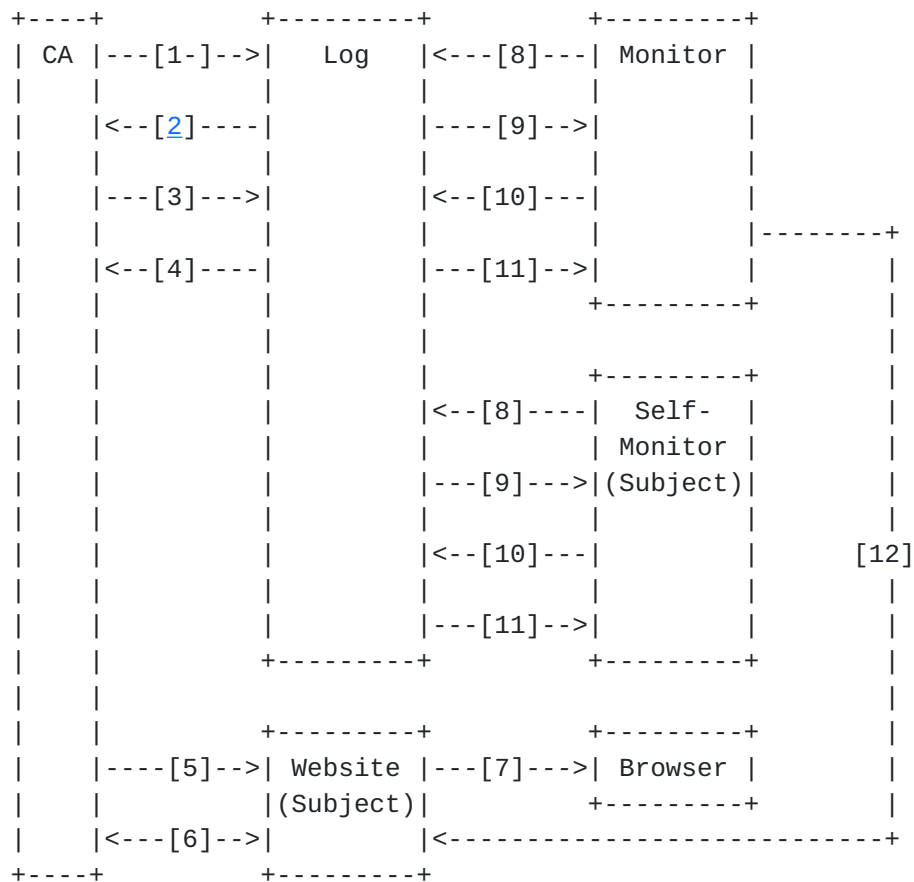 +----+          +---------+          +---------+
| CA |---[1-]-->|   Log   |<---[8]---| Monitor |
|    |          |         |          |         |
|    |<--[2]----|         |----[9]-->|         |
|    |          |         |          |         |
|    |---[3]--->|         |<--[10]---|         |
|    |          |         |          |         |--------+
|    |<--[4]----|         |---[11]-->|         |        |
|    |          |         |          +---------+        |
|    |          |         |                             |
|    |          |         |          +---------+        |
|    |          |         |<--[8]----|  Self-  |        |
|    |          |         |          | Monitor |        |
|    |          |         |---[9]--->|(Subject)|        |
|    |          |         |          |         |        |
|    |          |         |<--[10]---|         |      [12]
|    |          |         |          |         |        |
|    |          |         |---[11]-->|         |        |
|    |          +---------+          +---------+        |
|    |                                                  |
|    |          +---------+          +---------+        |
|    |----[5]-->| Website |---[7]--->| Browser |        |
|    |          |(Subject)|          +---------+        |
|    |<---[6]-->|         |<----------------------------+
+----+          +---------+